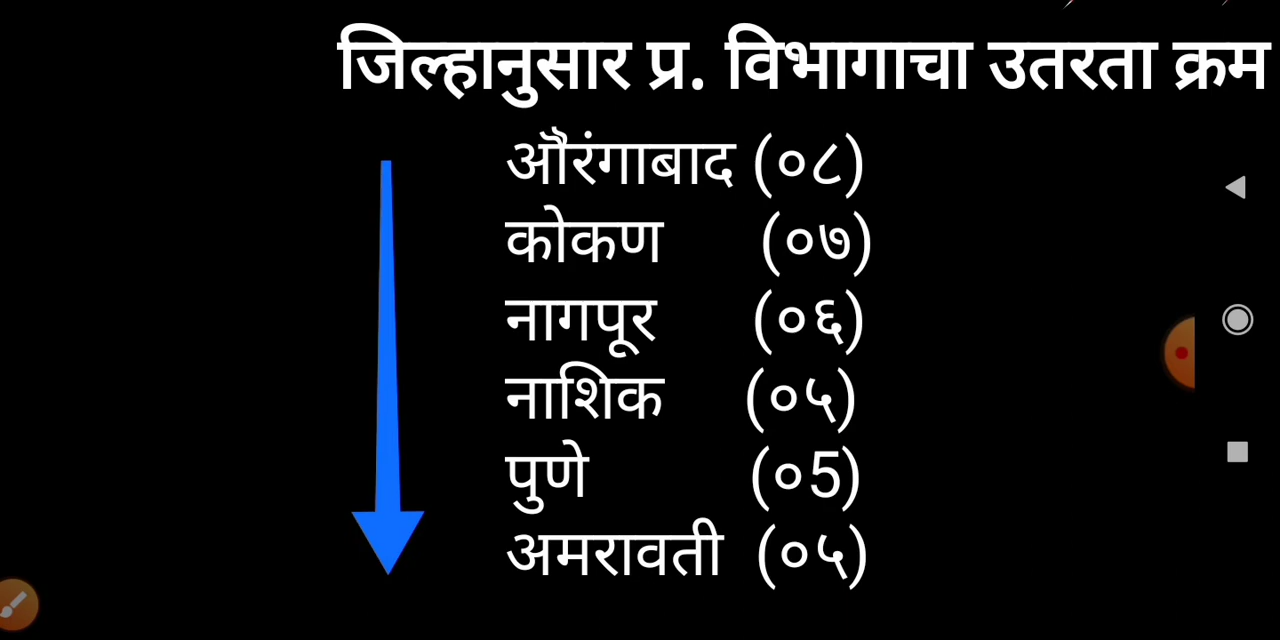 जिल्हानुसार प्र. विभागाचा उतरता क्रम
औरंगाबाद (०८)
कोकण (०७)
नागपूर (०६)
नाशिक (०५)
पुणे (०5)
अमरावती (०५)